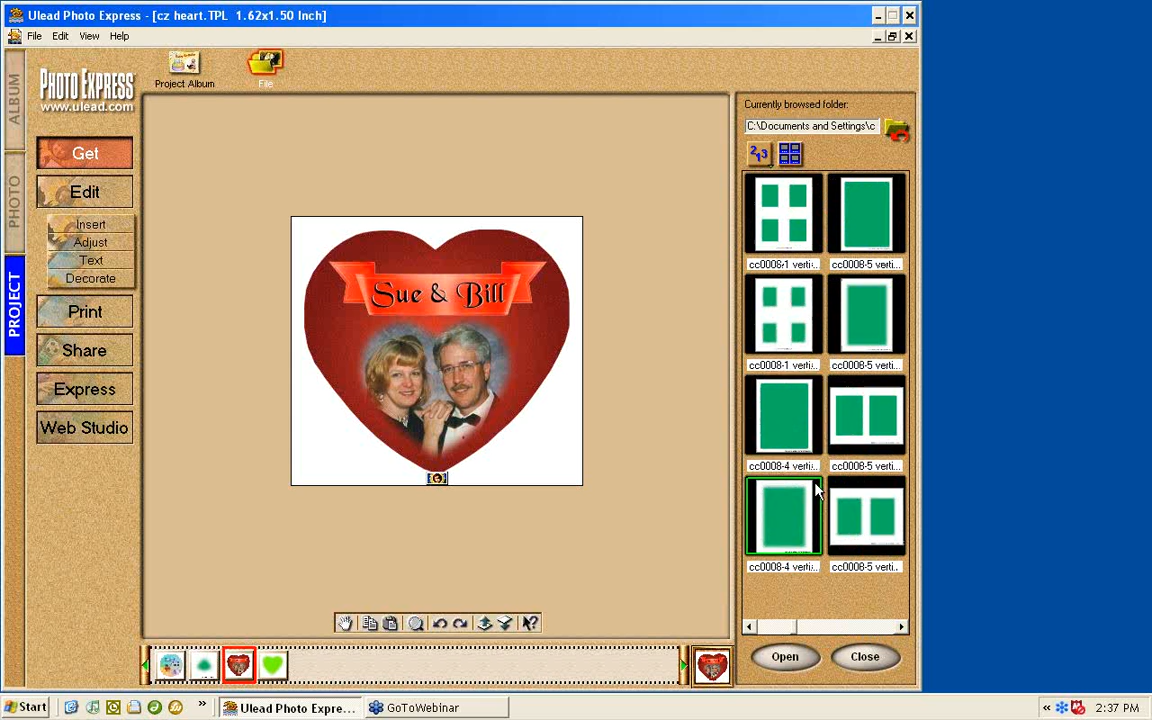 Ulead Photo Express - [cz heart.TPL 1.62x1.50 Inch]
File Edit View Help
ALBUM
PHOTO
PROJECT
PHOTO EXPRESS
www.ulead.com
Project Album
File
Get
Edit
Insert
Adjust
Text
Decorate
Print
Share
Express
Web Studio
Sue & Bill
Currently browsed folder:
C:\Documents and Settings\c
2 1 3
cc0008-1 verti... cc0008-5 verti...
cc0008-1 verti... cc0008-5 verti...
cc0008-4 verti... cc0008-5 verti...
cc0008-4 verti... cc0008-5 verti...
Open Close
Start
Ulead Photo Expre...
GoToWebinar
2:37 PM